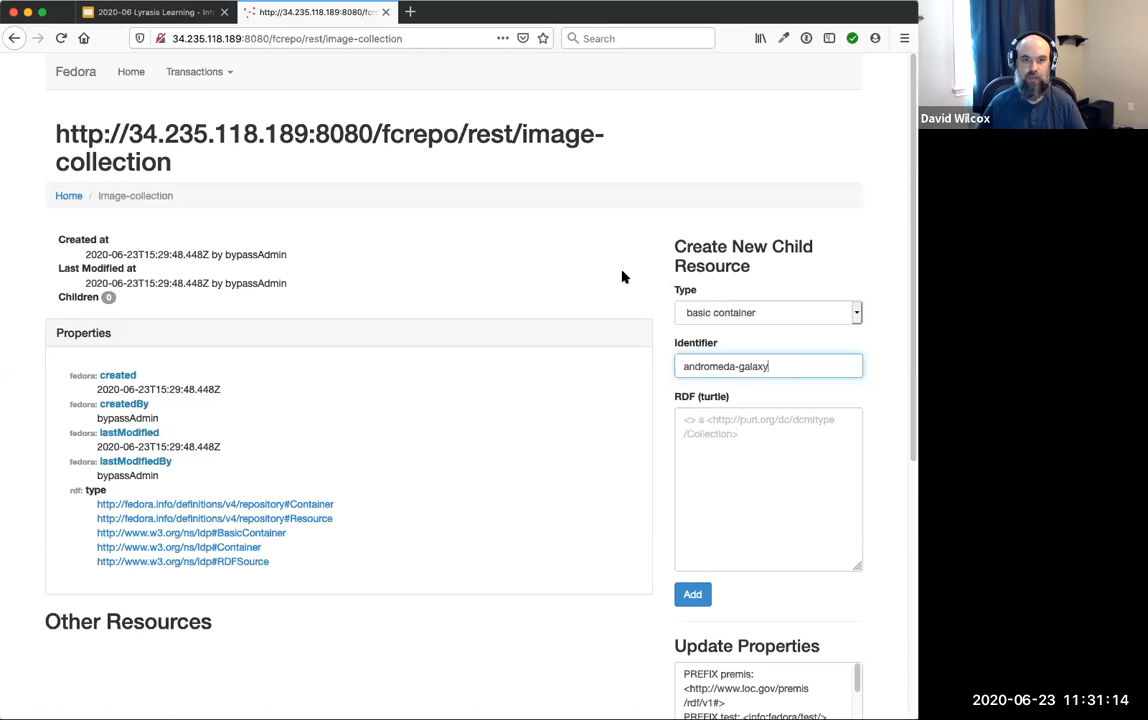 2020-06 Lyrasis Learning - Int
http://34.235.118.189:8080/fcr
34.235.118.189:8080/fcrepo/rest/image-collection
Search
Fedora
Home
Transactions
http://34.235.118.189:8080/fcrepo/rest/image-
collection
Home / Image-collection
Created at
2020-06-23T15:29:48.448Z by bypassAdmin
Last Modified at
2020-06-23T15:29:48.448Z by bypassAdmin
Children 0
Properties
fedora: created
2020-06-23T15:29:48.448Z
fedora: createdBy
bypassAdmin
fedora: lastModified
2020-06-23T15:29:48.448Z
fedora: lastModifiedBy
bypassAdmin
rdf: type
http://fedora.info/definitions/v4/repository#Container
http://fedora.info/definitions/v4/repository#Resource
http://www.w3.org/ns/ldp#BasicContainer
http://www.w3.org/ns/ldp#Container
http://www.w3.org/ns/ldp#RDFSource
Other Resources
Create New Child
Resource
Type
basic container
Identifier
andromeda-galaxy
RDF (turtle)
<> a <http://purl.org/dc/dcmitype
/Collection>
Add
Update Properties
PREFIX premis:
<http://www.loc.gov/premis
/rdf/v1#>
PREFIX test: <info:fedora/test/>
David Wilcox
2020-06-23 11:31:14